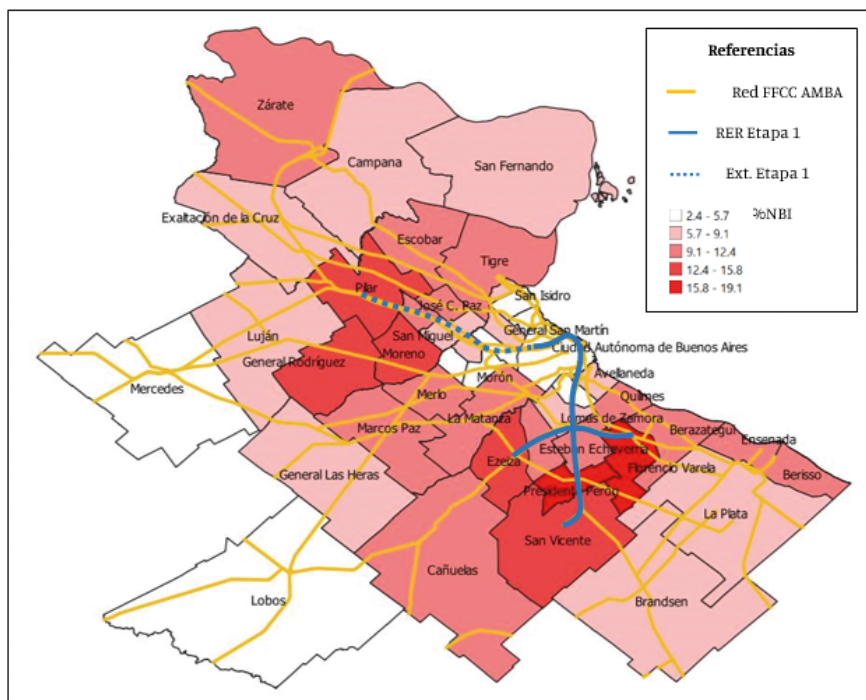 Referencias
Red FFCC AMBA
RER Etapa 1
Ext. Etapa 1
%NBI
2.4 - 5.7
5.7 - 9.1
9.1 - 12.4
12.4 - 15.8
15.8 - 19.1
Zárate
Campana
San Fernando
Exaltación de la Cruz
Escobar
Tigre
Pilar
José C. Paz
San Isidro
San Miguel
General San Martín
Luján
Ciudad Autónoma de Buenos Aires
General Rodríguez
Moreno
Mercedes
Morón
Avellaneda
Merlo
Quilmes
Marcos Paz
La Matanza
Lomas de Zamora
Berazategui
Ensenada
Esteban Echeverría
Ezeiza
Florencio Varela
General Las Heras
Berisso
Presidente Perón
La Plata
San Vicente
Cañuelas
Lobos
Brandsen